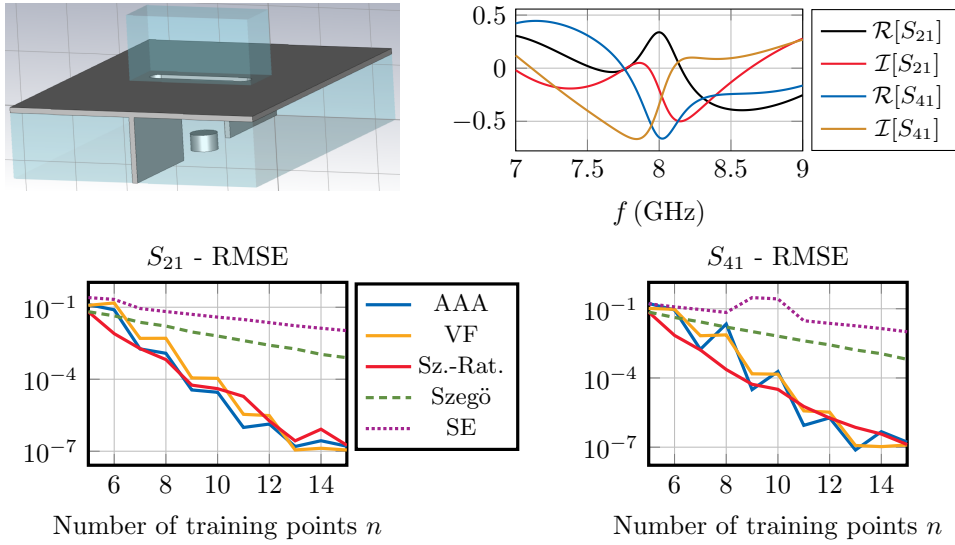 0.5
0
−0.5
7
7.5
8
8.5
9
f (GHz)
ℛ[S₂₁]
ℐ[S₂₁]
ℛ[S₄₁]
ℐ[S₄₁]
S₂₁ - RMSE
10⁻¹
10⁻⁴
10⁻⁷
6
8
10
12
14
Number of training points n
AAA
VF
Sz.-Rat.
Szegö
SE
S₄₁ - RMSE
10⁻¹
10⁻⁴
10⁻⁷
6
8
10
12
14
Number of training points n